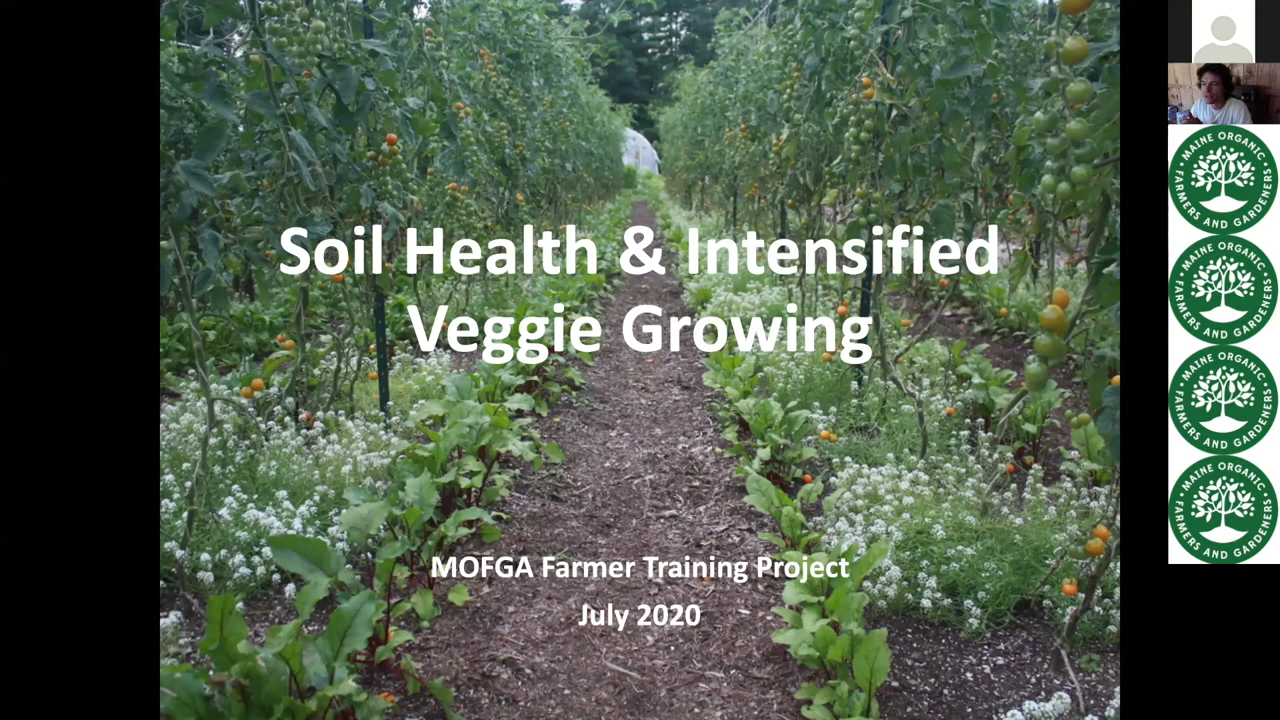 Soil Health & Intensified
Veggie Growing
MOFGA Farmer Training Project
July 2020
MAINE ORGANIC
FARMERS AND GARDENERS
MAINE ORGANIC
FARMERS AND GARDENERS
MAINE ORGANIC
FARMERS AND GARDENERS
MAINE ORGANIC
FARMERS AND GARDENERS